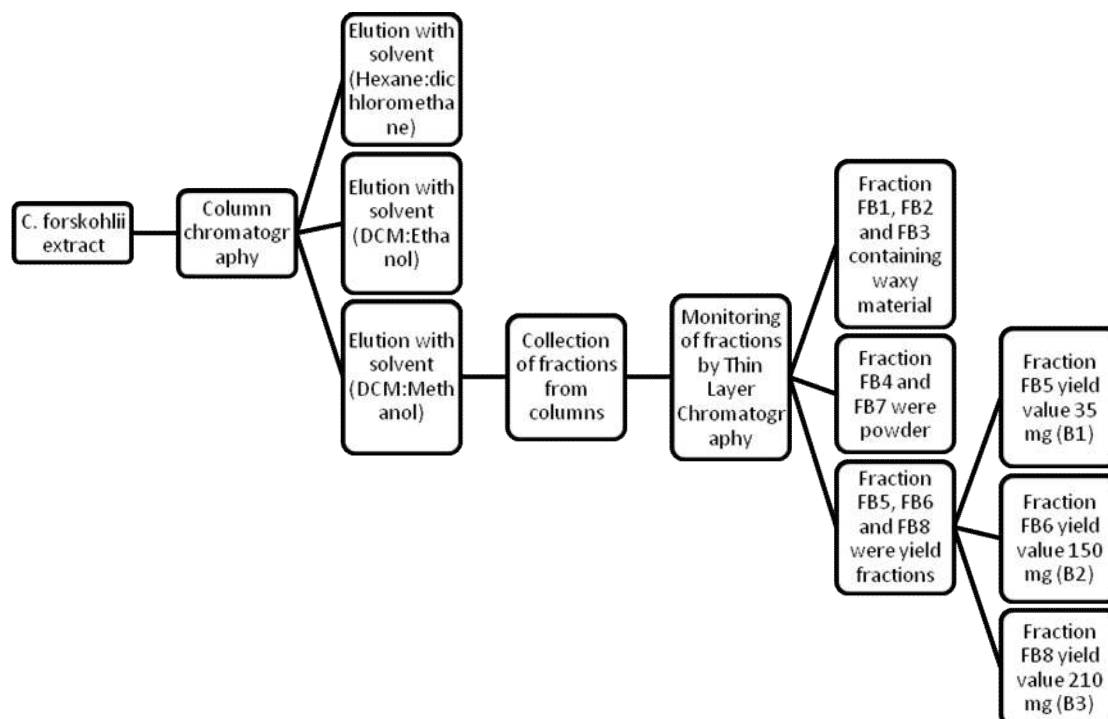 C. forskohlii
extract
Column
chromatogr
aphy
Elution with
solvent
(Hexane:dic
hlorometha
ne)
Elution with
solvent
(DCM:Etha
nol)
Elution with
solvent
(DCM:Meth
anol)
Collection
of fractions
from
columns
Monitoring
of fractions
by Thin
Layer
Chromatogr
aphy
Fraction
FB1, FB2
and FB3
containing
waxy
material
Fraction
FB4 and
FB7 were
powder
Fraction
FB5, FB6
and FB8
were yield
fractions
Fraction
FB5 yield
value 35
mg (B1)
Fraction
FB6 yield
value 150
mg (B2)
Fraction
FB8 yield
value 210
mg (B3)